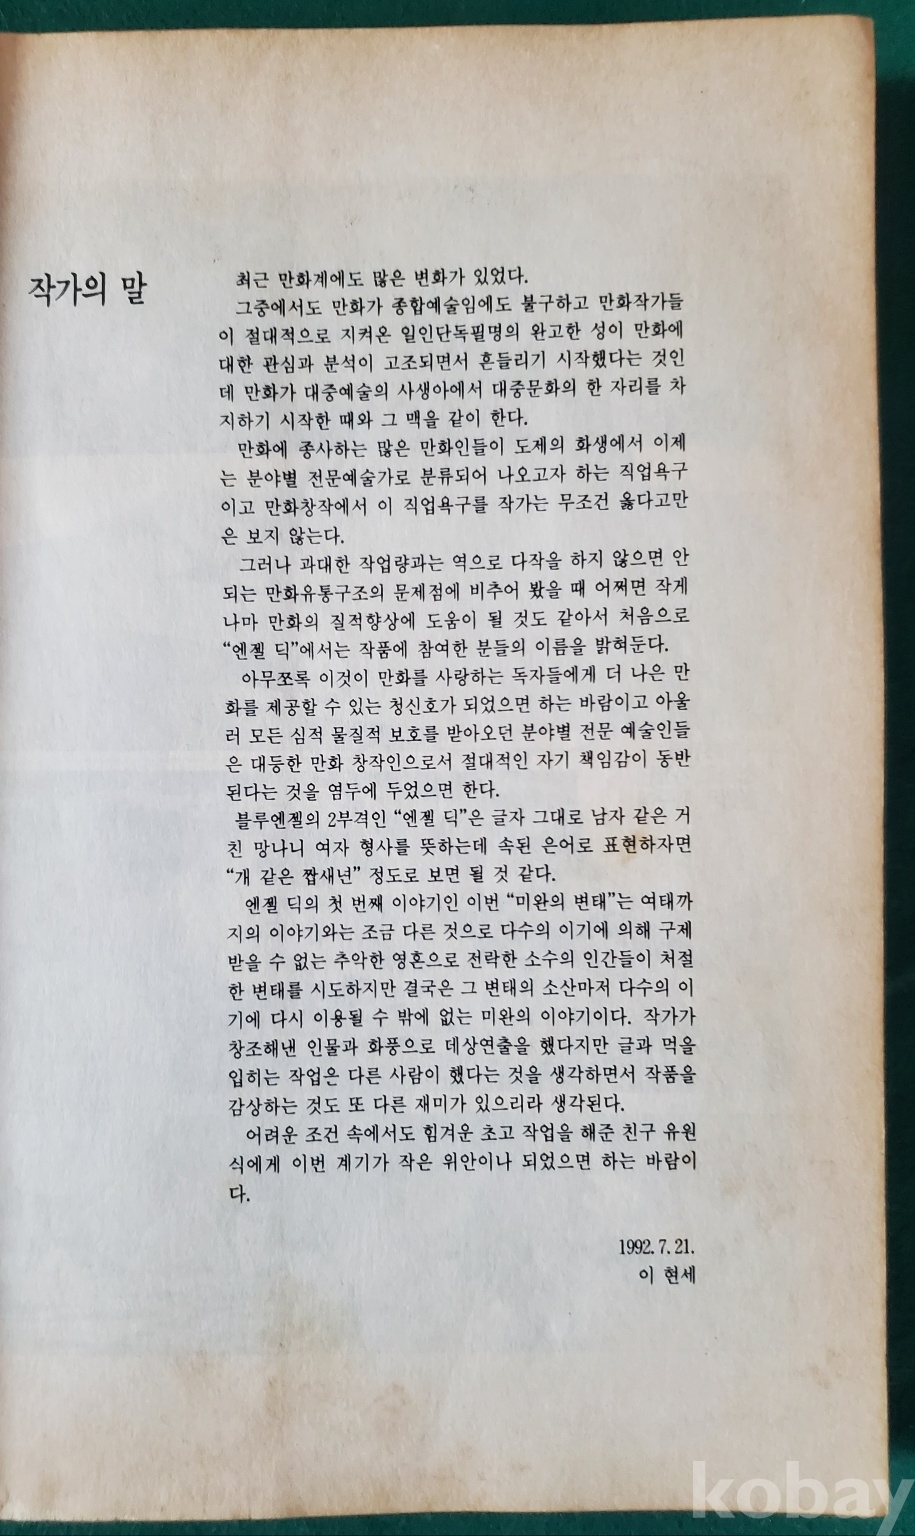 작가의 말
최근 만화계에도 많은 변화가 있었다.
그중에서도 만화가 종합예술임에도 불구하고 만화작가들
이 절대적으로 지켜온 일인단독필명의 완고한 성이 만화에
대한 관심과 분석이 고조되면서 흔들리기 시작했다는 것인
데 만화가 대중예술의 사생아에서 대중문화의 한 자리를 차
지하기 시작한 때와 그 맥을 같이 한다.
만화에 종사하는 많은 만화인들이 도제의 화생에서 이제
는 분야별 전문예술가로 분류되어 나오고자 하는 직업욕구
이고 만화창작에서 이 직업욕구를 작가는 무조건 옳다고만
은 보지 않는다.
그러나 과대한 작업량과는 역으로 다작을 하지 않으면 안
되는 만화유통구조의 문제점에 비추어 봤을 때 어쩌면 작게
나마 만화의 질적향상에 도움이 될 것도 같아서 처음으로
“엔젤 딕”에서는 작품에 참여한 분들의 이름을 밝혀둔다.
아무쪼록 이것이 만화를 사랑하는 독자들에게 더 나은 만
화를 제공할 수 있는 청신호가 되었으면 하는 바람이고 아울
러 모든 심적 물질적 보호를 받아오던 분야별 전문 예술인들
은 대등한 만화 창작인으로서 절대적인 자기 책임감이 동반
된다는 것을 염두에 두었으면 한다.
블루엔젤의 2부격인 “엔젤 딕”은 글자 그대로 남자 같은 거
친 망나니 여자 형사를 뜻하는데 속된 은어로 표현하자면
“개 같은 짭새년” 정도로 보면 될 것 같다.
엔젤 딕의 첫 번째 이야기인 이번 “미완의 변태”는 여태까
지의 이야기와는 조금 다른 것으로 다수의 이기에 의해 구제
받을 수 없는 추악한 영혼으로 전락한 소수의 인간들이 처절
한 변태를 시도하지만 결국은 그 변태의 소산마저 다수의 이
기에 다시 이용될 수 밖에 없는 미완의 이야기이다. 작가가
창조해낸 인물과 화풍으로 데상연출을 했다지만 글과 먹을
입히는 작업은 다른 사람이 했다는 것을 생각하면서 작품을
감상하는 것도 또 다른 재미가 있으리라 생각된다.
어려운 조건 속에서도 힘겨운 초고 작업을 해준 친구 유원
식에게 이번 계기가 작은 위안이나 되었으면 하는 바람이
다.
1992. 7. 21.
이 현세
kobay